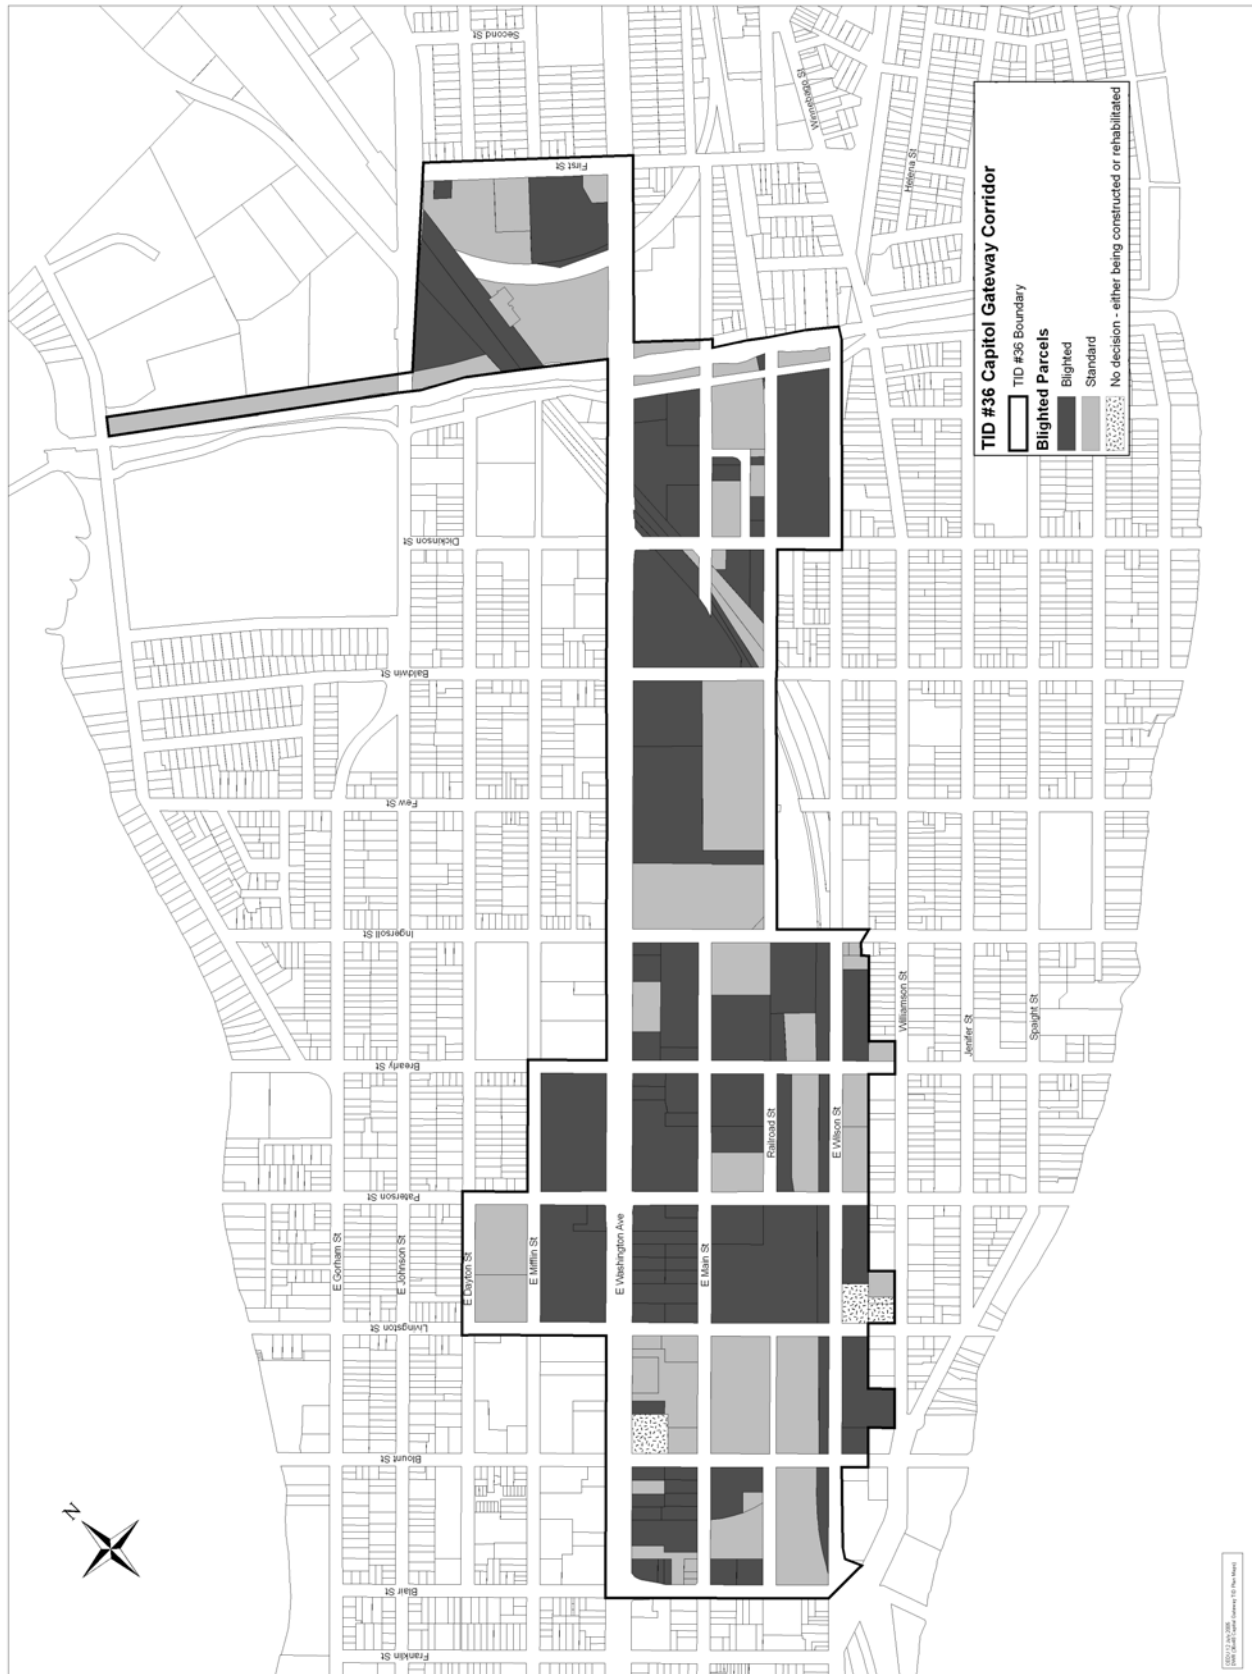 Second St
Winnebago St
First St
Helena St
TID #36 Capitol Gateway Corridor
TID #36 Boundary
Blighted Parcels
Blighted
Standard
No decision - either being constructed or rehabilitated
Dickinson St
Baldwin St
Few St
Ingersoll St
Williamson St
Jenifer St
Spaight St
Brearly St
Railroad St
E Wilson St
Paterson St
E Gorham St
E Johnson St
E Dayton St
E Mifflin St
E Washington Ave
E Main St
Livingston St
Blount St
N
Blair St
Franklin St